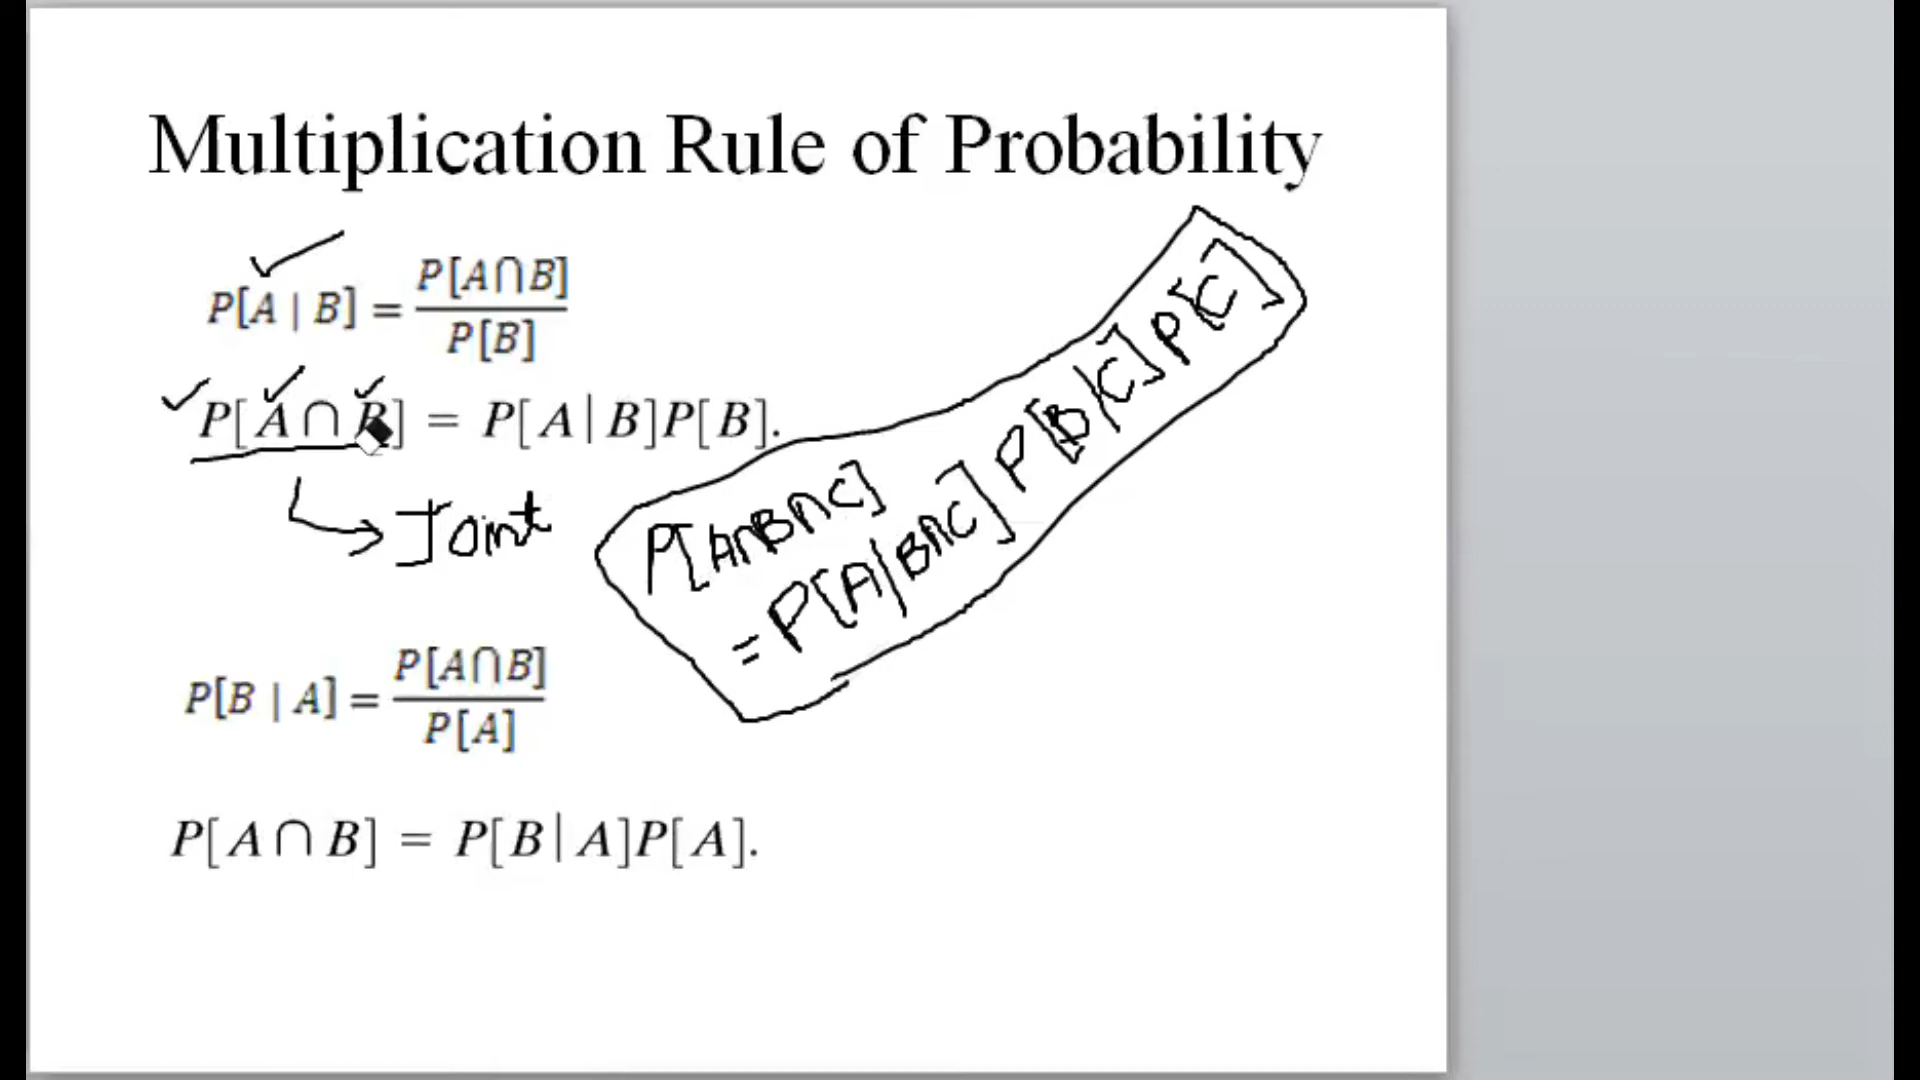 Multiplication Rule of Probability
P[A | B] = P[A∩B] / P[B]
P[A ∩ B] = P[A | B]P[B].
Joint
P[A∩B∩C]
= P[A/B∩C] P[B/C] P[C]
P[B | A] = P[A∩B] / P[A]
P[A ∩ B] = P[B | A]P[A].